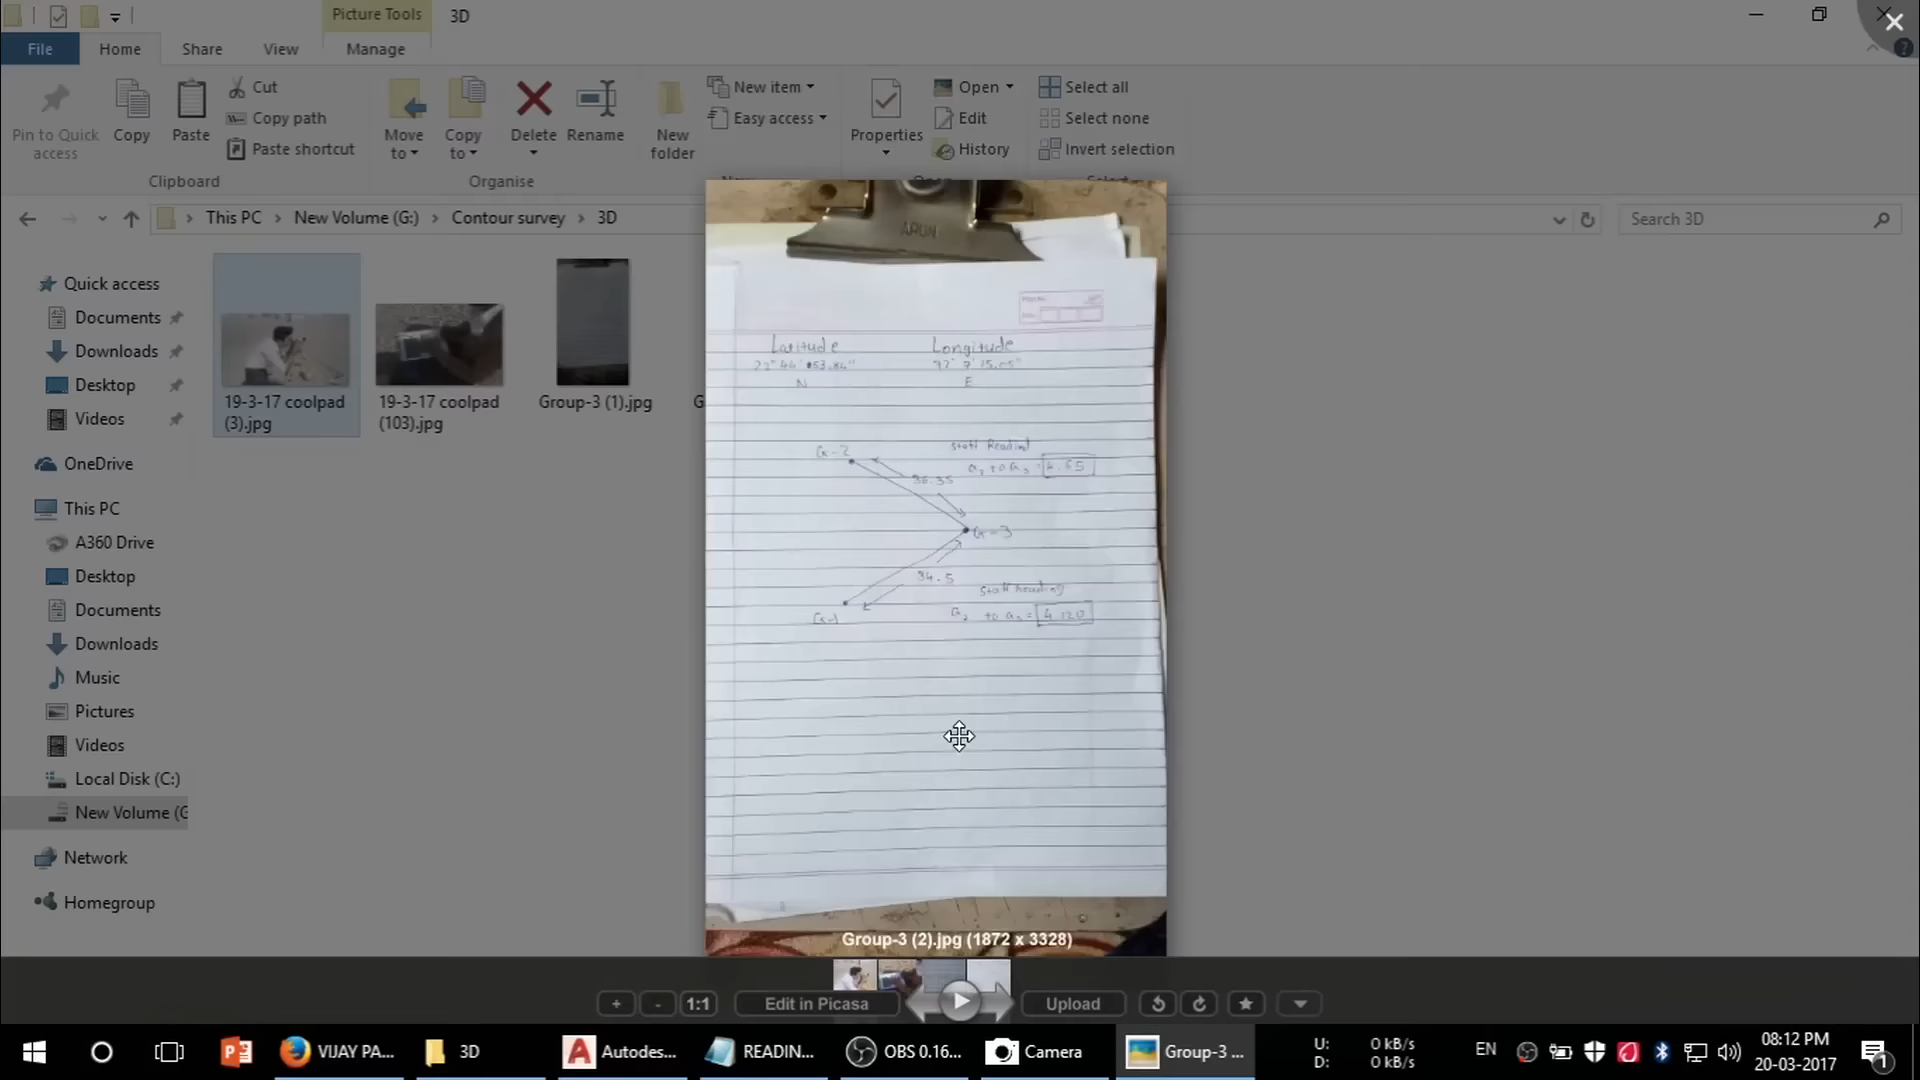 Picture Tools
3D
File
Home
Share
View
Manage
Pin to Quick access
Copy
Paste
Cut
Copy path
Paste shortcut
Clipboard
Move to
Copy to
Delete
Rename
Organise
New folder
New item
Easy access
Properties
Open
Edit
History
Select all
Select none
Invert selection
This PC
New Volume (G:)
Contour survey
3D
Search 3D
Quick access
Documents
Downloads
Desktop
Videos
OneDrive
This PC
A360 Drive
Desktop
Documents
Downloads
Music
Pictures
Videos
Local Disk (C:)
New Volume (G
Network
Homegroup
19-3-17 coolpad
(3).jpg
19-3-17 coolpad
(103).jpg
Group-3 (1).jpg
G
ARUN
Latitude Longitude
N E
G-2
Staff Reading
36.35
G-3
34.5
Staff Reading
G-1
Group-3 (2).jpg (1872 x 3328)
+ - 1:1 Edit in Picasa Upload
VIJAY PA...
3D
Autodes...
READIN...
OBS 0.16...
Camera
Group-3 ...
U: 0 kB/s
D: 0 kB/s
EN
08:12 PM
20-03-2017
1